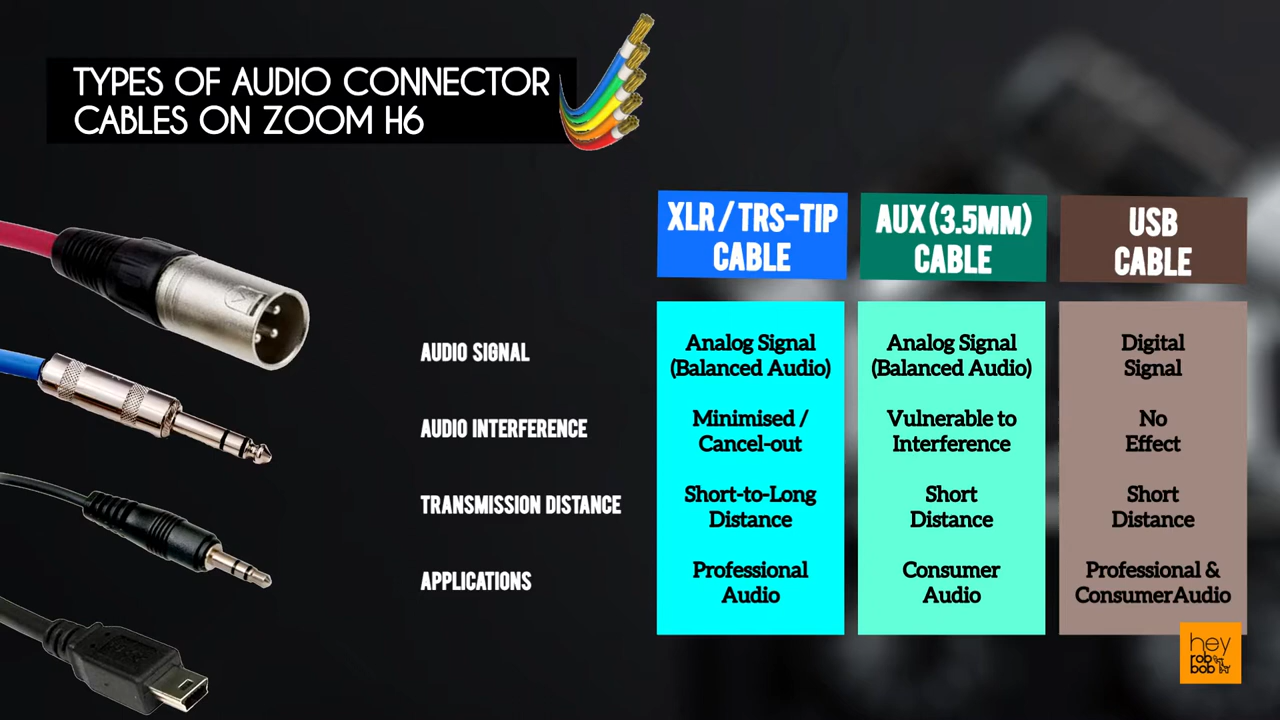 TYPES OF AUDIO CONNECTOR
CABLES ON ZOOM H6
XLR / TRS-TIP
CABLE
AUX (3.5MM)
CABLE
USB
CABLE
AUDIO SIGNAL
Analog Signal
(Balanced Audio)
Analog Signal
(Balanced Audio)
Digital
Signal
AUDIO INTERFERENCE
Minimised /
Cancel-out
Vulnerable to
Interference
No
Effect
TRANSMISSION DISTANCE
Short-to-Long
Distance
Short
Distance
Short
Distance
APPLICATIONS
Professional
Audio
Consumer
Audio
Professional &
ConsumerAudio
hey
rob
bob